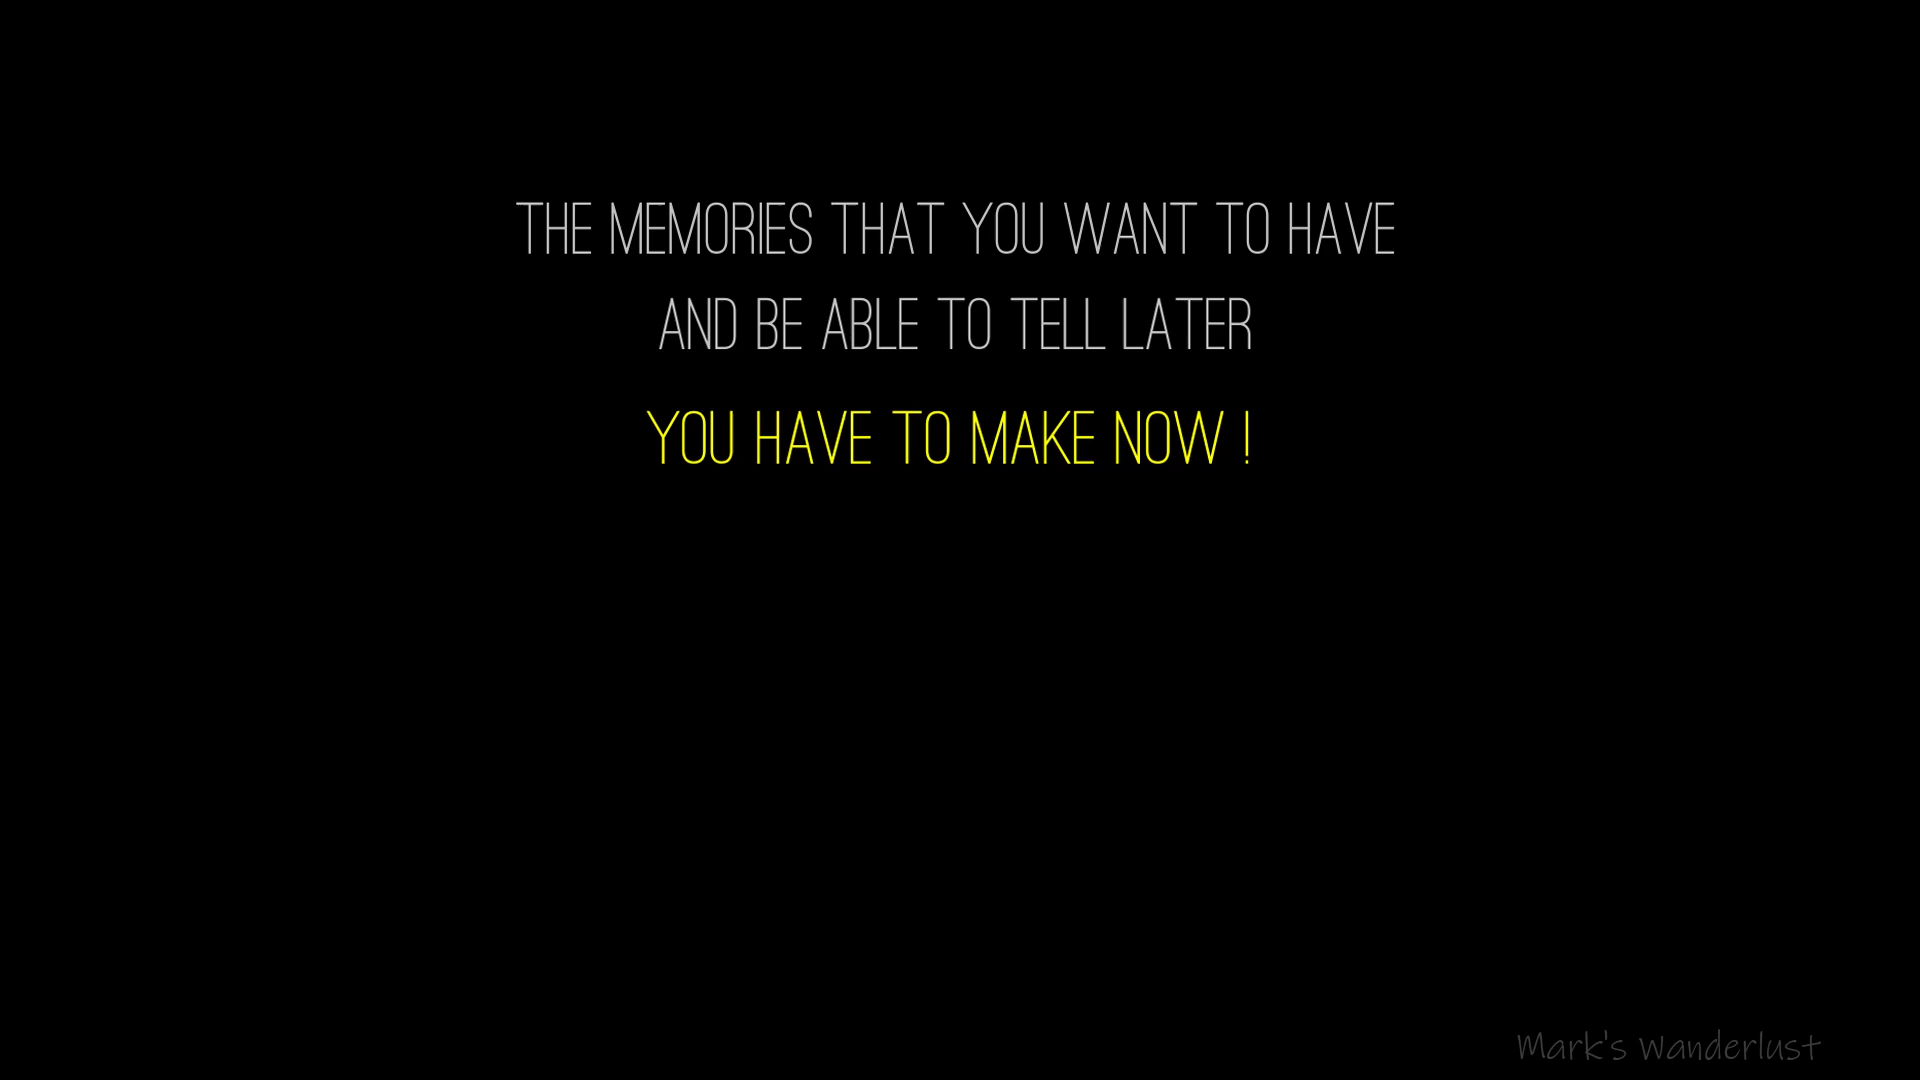 THE MEMORIES THAT YOU WANT TO HAVE
AND BE ABLE TO TELL LATER
YOU HAVE TO MAKE NOW !
Mark's Wanderlust